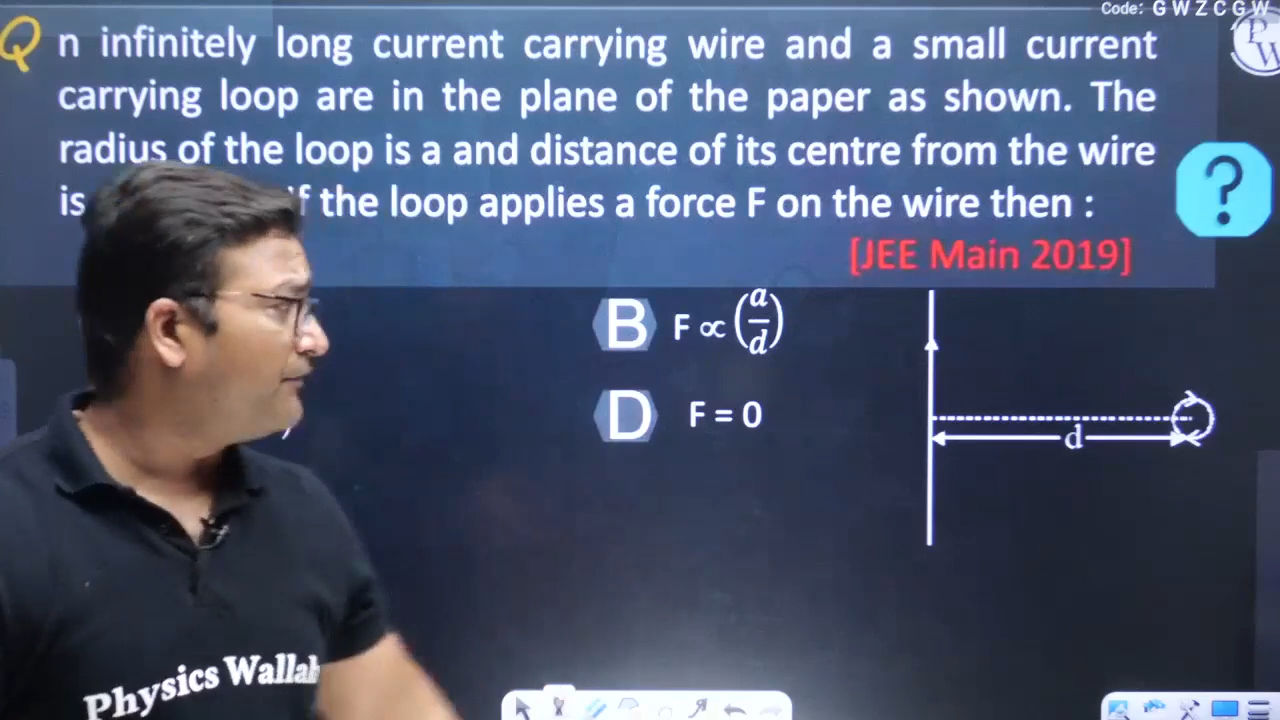 Code: G W Z C G W
Q n infinitely long current carrying wire and a small current
carrying loop are in the plane of the paper as shown. The
radius of the loop is a and distance of its centre from the wire
is if the loop applies a force F on the wire then :
[JEE Main 2019]
B F ∝ (a/d)
D F = 0
d
Physics Wallah
PW
?